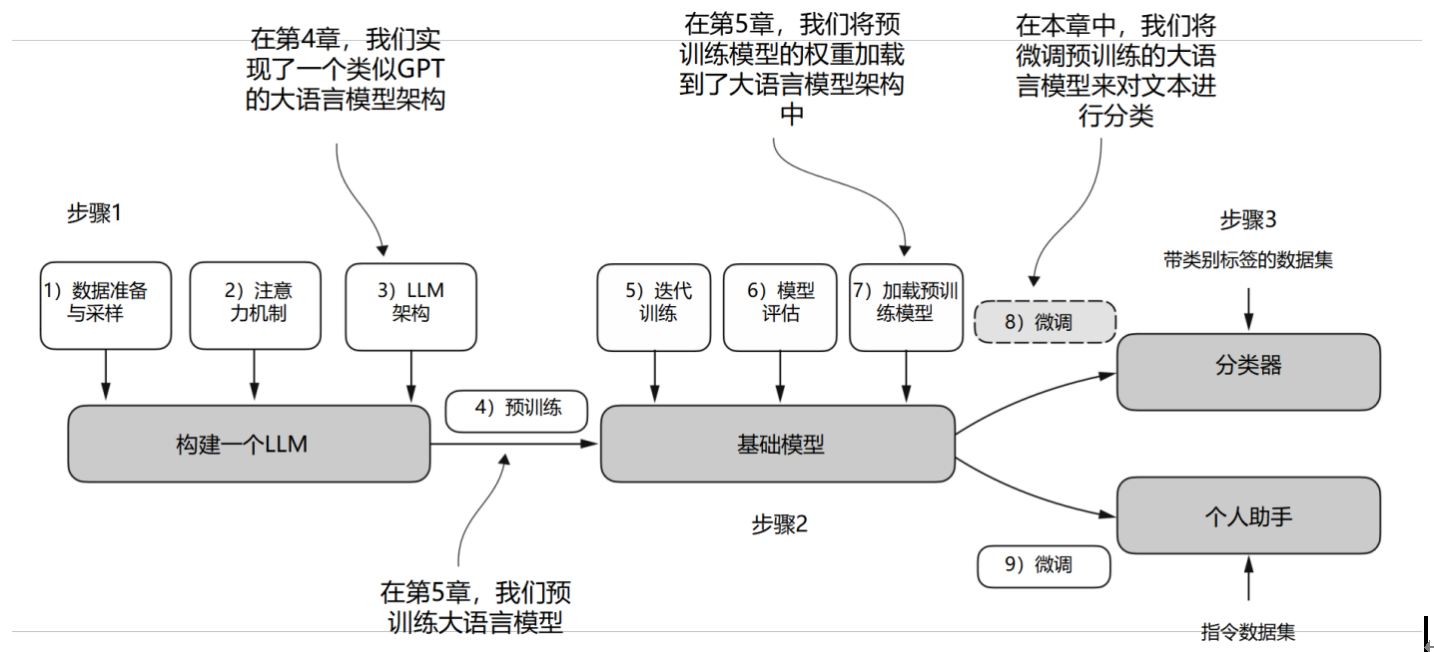 在第4章，我们实
现了一个类似GPT
的大语言模型架构
在第5章，我们将预
训练模型的权重加载
到了大语言模型架构
中
在本章中，我们将
微调预训练的大语
言模型来对文本进
行分类
步骤1
步骤3
带类别标签的数据集
1）数据准备
与采样
2）注意
力机制
3）LLM
架构
5）迭代
训练
6）模型
评估
7）加载预训
练模型
8）微调
分类器
4）预训练
构建一个LLM
基础模型
步骤2
个人助手
9）微调
在第5章，我们预
训练大语言模型
指令数据集